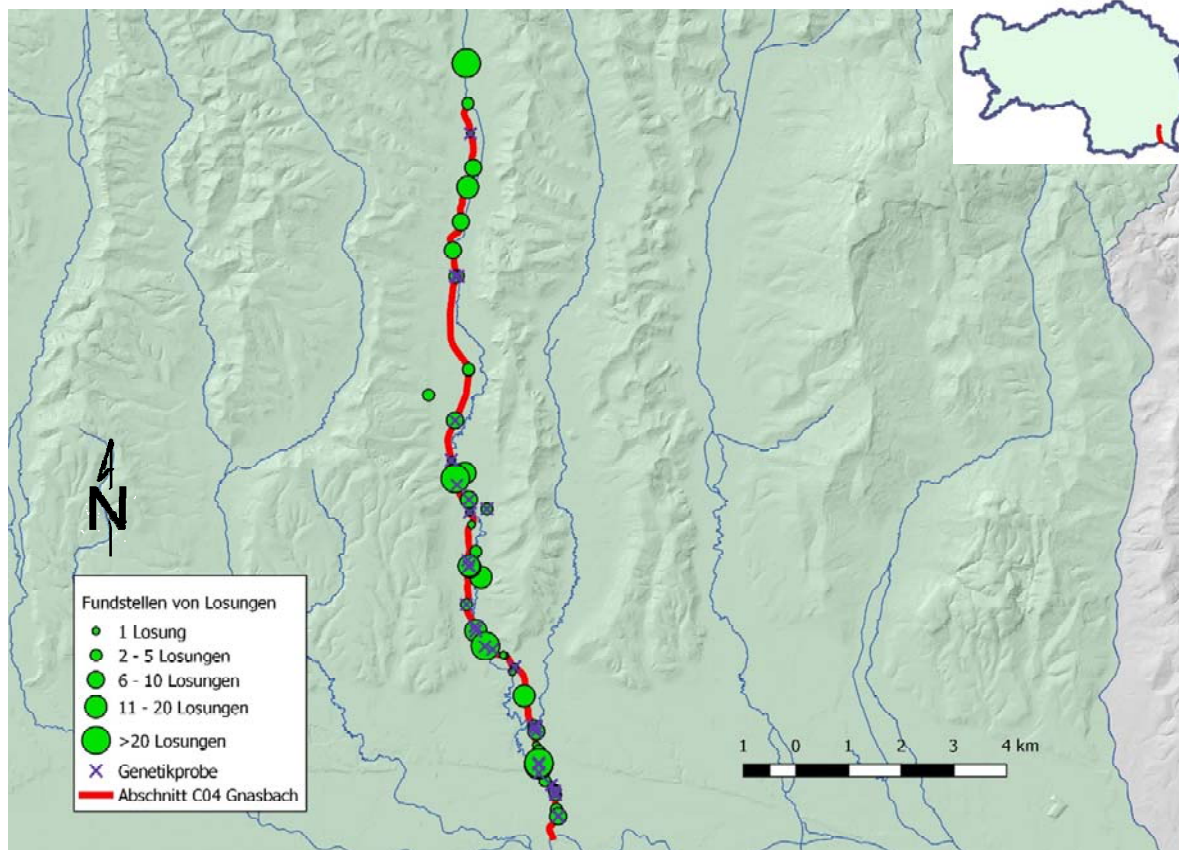 N
Fundstellen von Losungen
1 Losung
2 - 5 Losungen
6 - 10 Losungen
11 - 20 Losungen
>20 Losungen
Genetikprobe
Abschnitt C04 Gnasbach
1 0 1 2 3 4 km